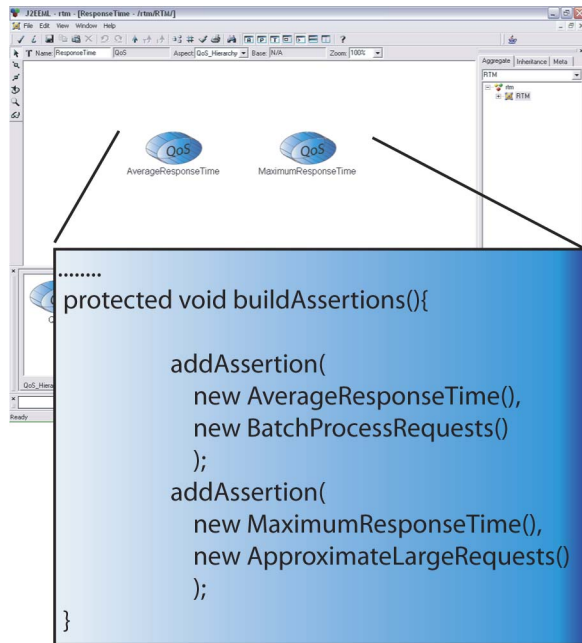 J2EEML - rtm - [ResponseTime - /rtm/RTM/]
File Edit View Window Help
T Name: ResponseTime QoS Aspect: QoS_Hierarchy Base: N/A Zoom: 100%
Aggregate Inheritance Meta
RTM
rtm
RTM
QoS QoS
AverageResponseTime MaximumResponseTime
........
protected void buildAssertions(){
addAssertion(
new AverageResponseTime(),
new BatchProcessRequests()
);
addAssertion(
new MaximumResponseTime(),
new ApproximateLargeRequests()
);
}
Ready